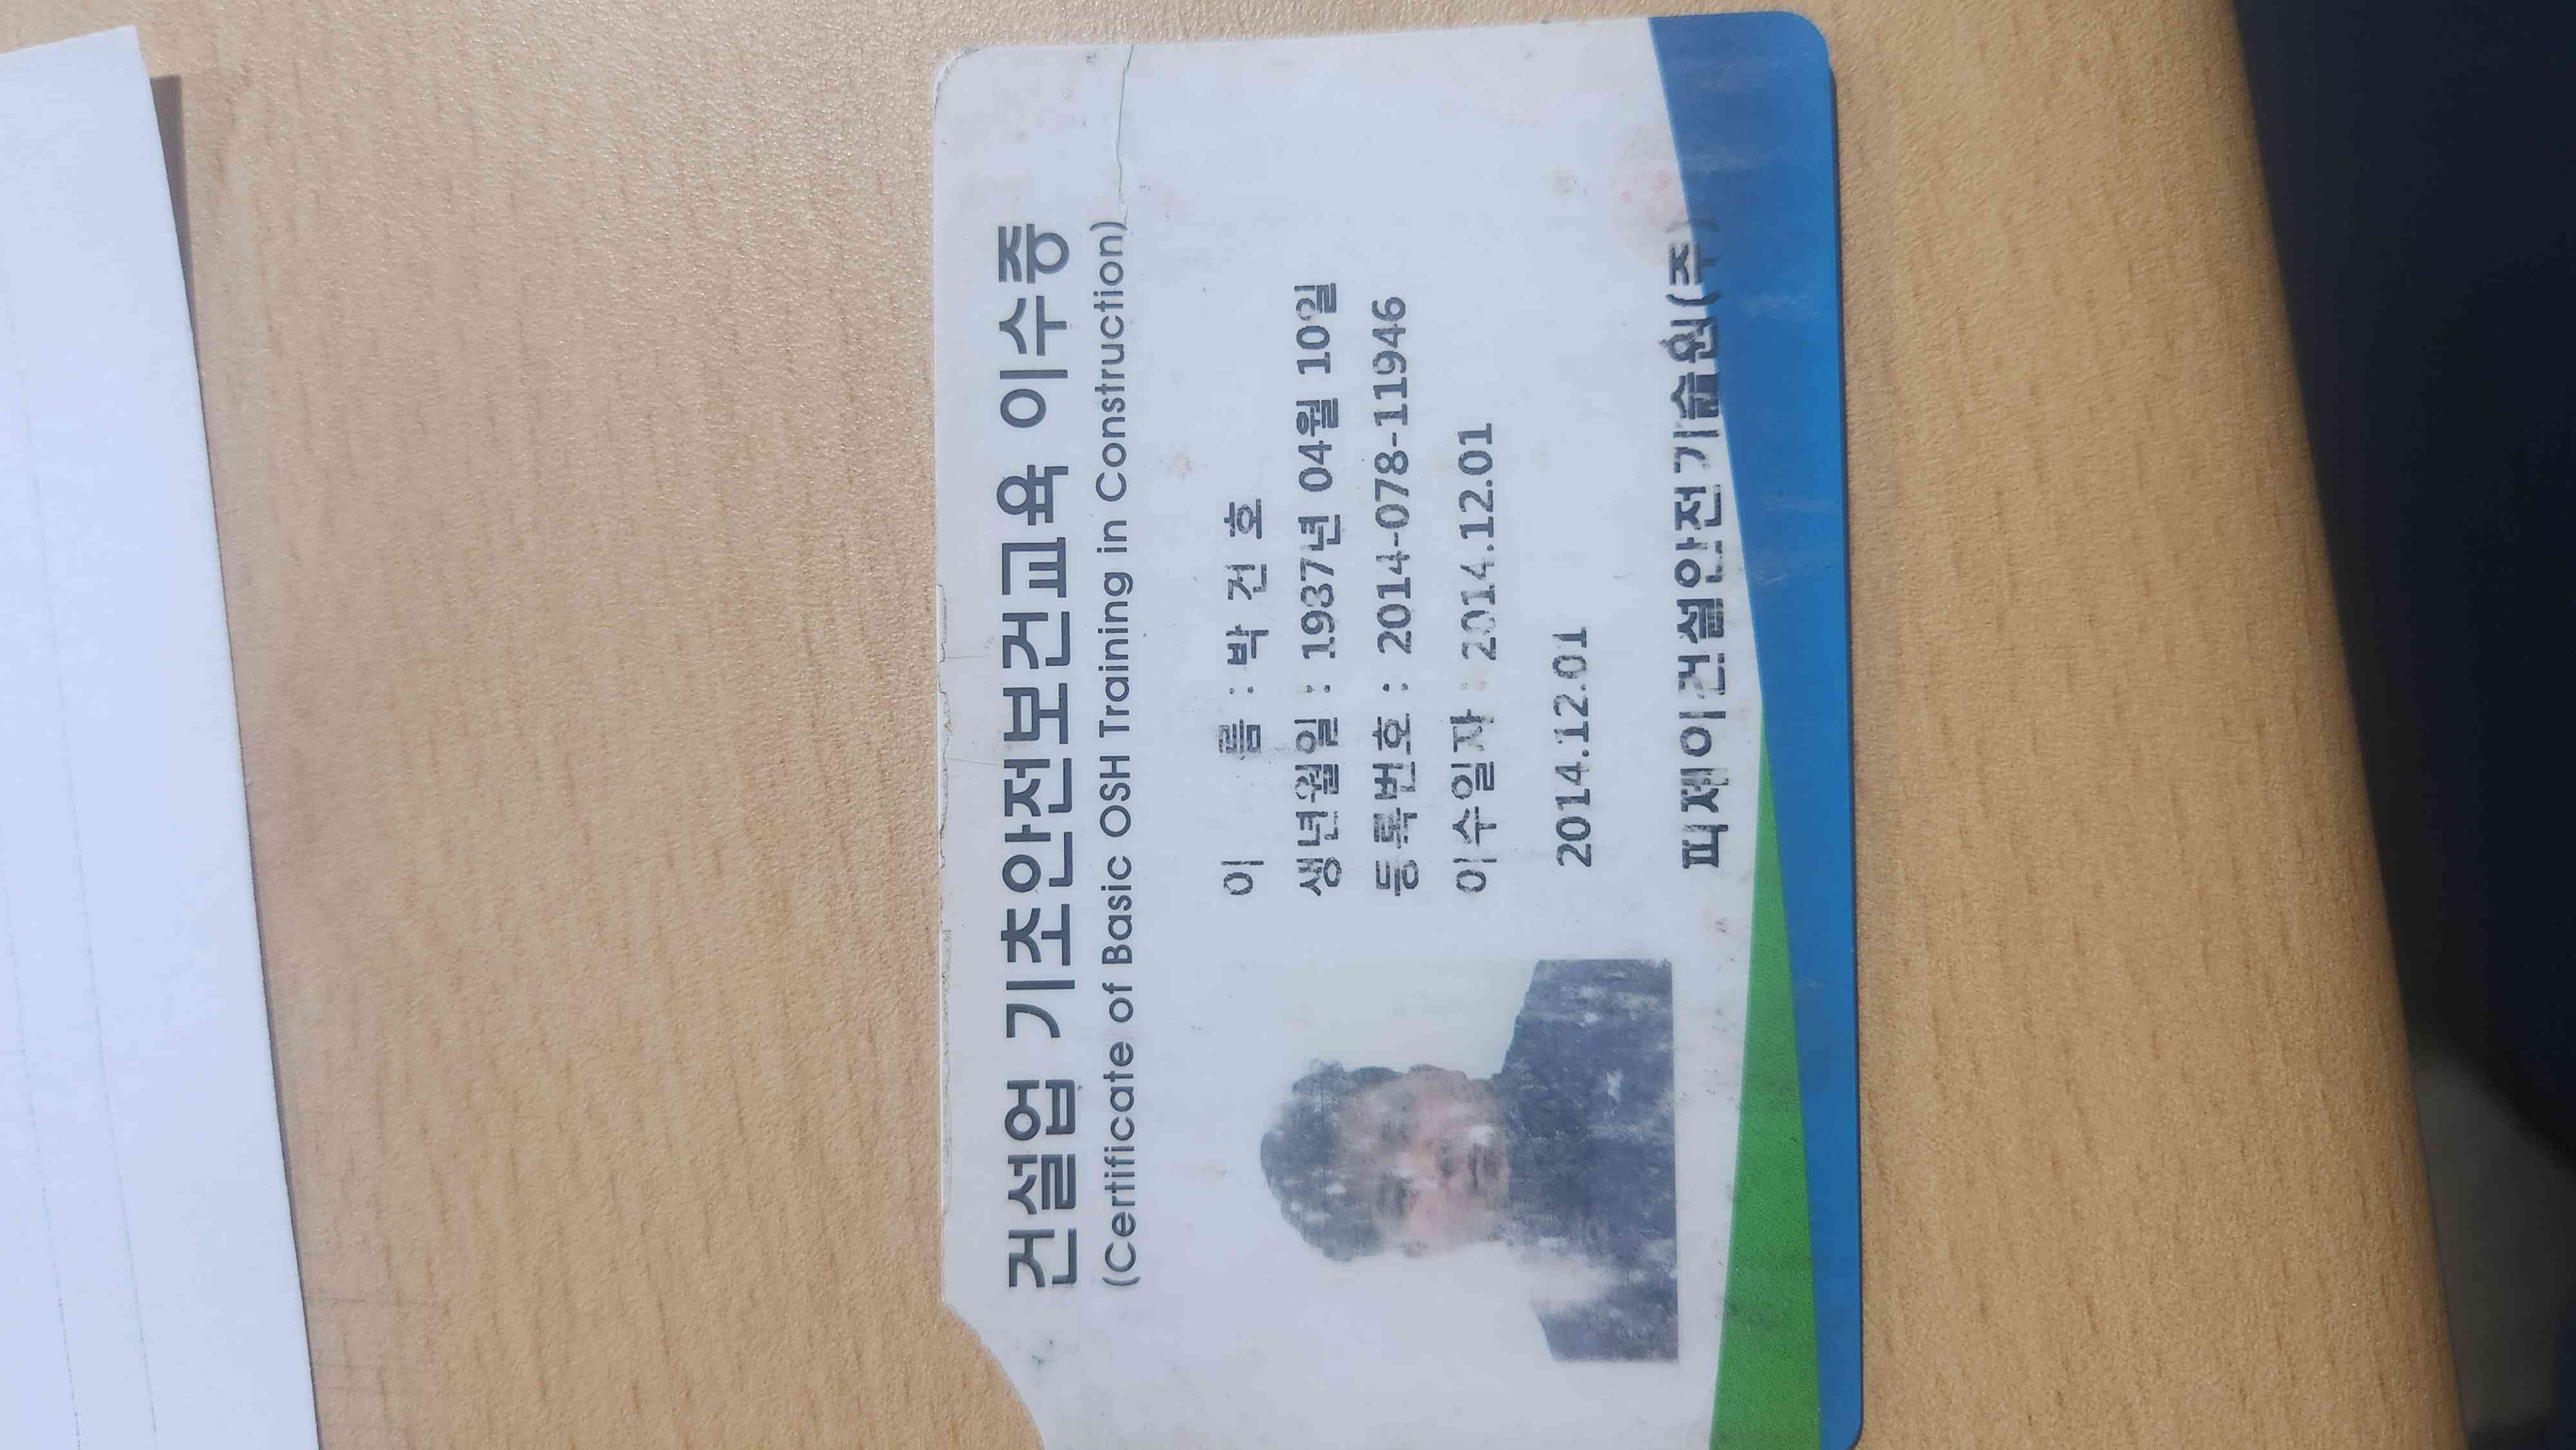 건설업 기초안전보건교육 이수증
(Certificate of Basic OSH Training in Construction)
이 름 : 박 건 호
생년월일 : 1987년 04월 10일
등록번호 : 2014-078-11946
이수일자 : 2014.12.01
2014.12.01
피제이건설안전기술원(주)